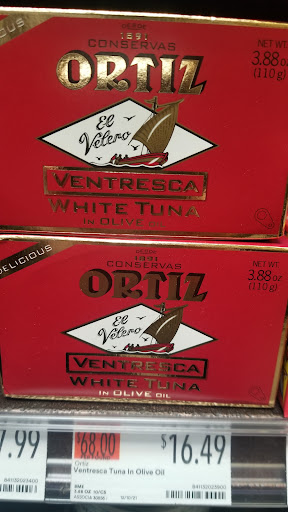 CIOUS
DESDE
1891
CONSERVAS
ORTIZ
NET WT.
3.88 oz
(110 g)
El
Velero
VENTRESCA
WHITE TUNA
IN OLIVE OIL
DELICIOUS
DESDE
1891
CONSERVAS
ORTIZ
NET WT.
3.88 oz
(110 g)
El
Velero
VENTRESCA
WHITE TUNA
IN OLIVE OIL
7.99
$68.00
$16.49
Ortiz
Ventresca Tuna In Olive Oil